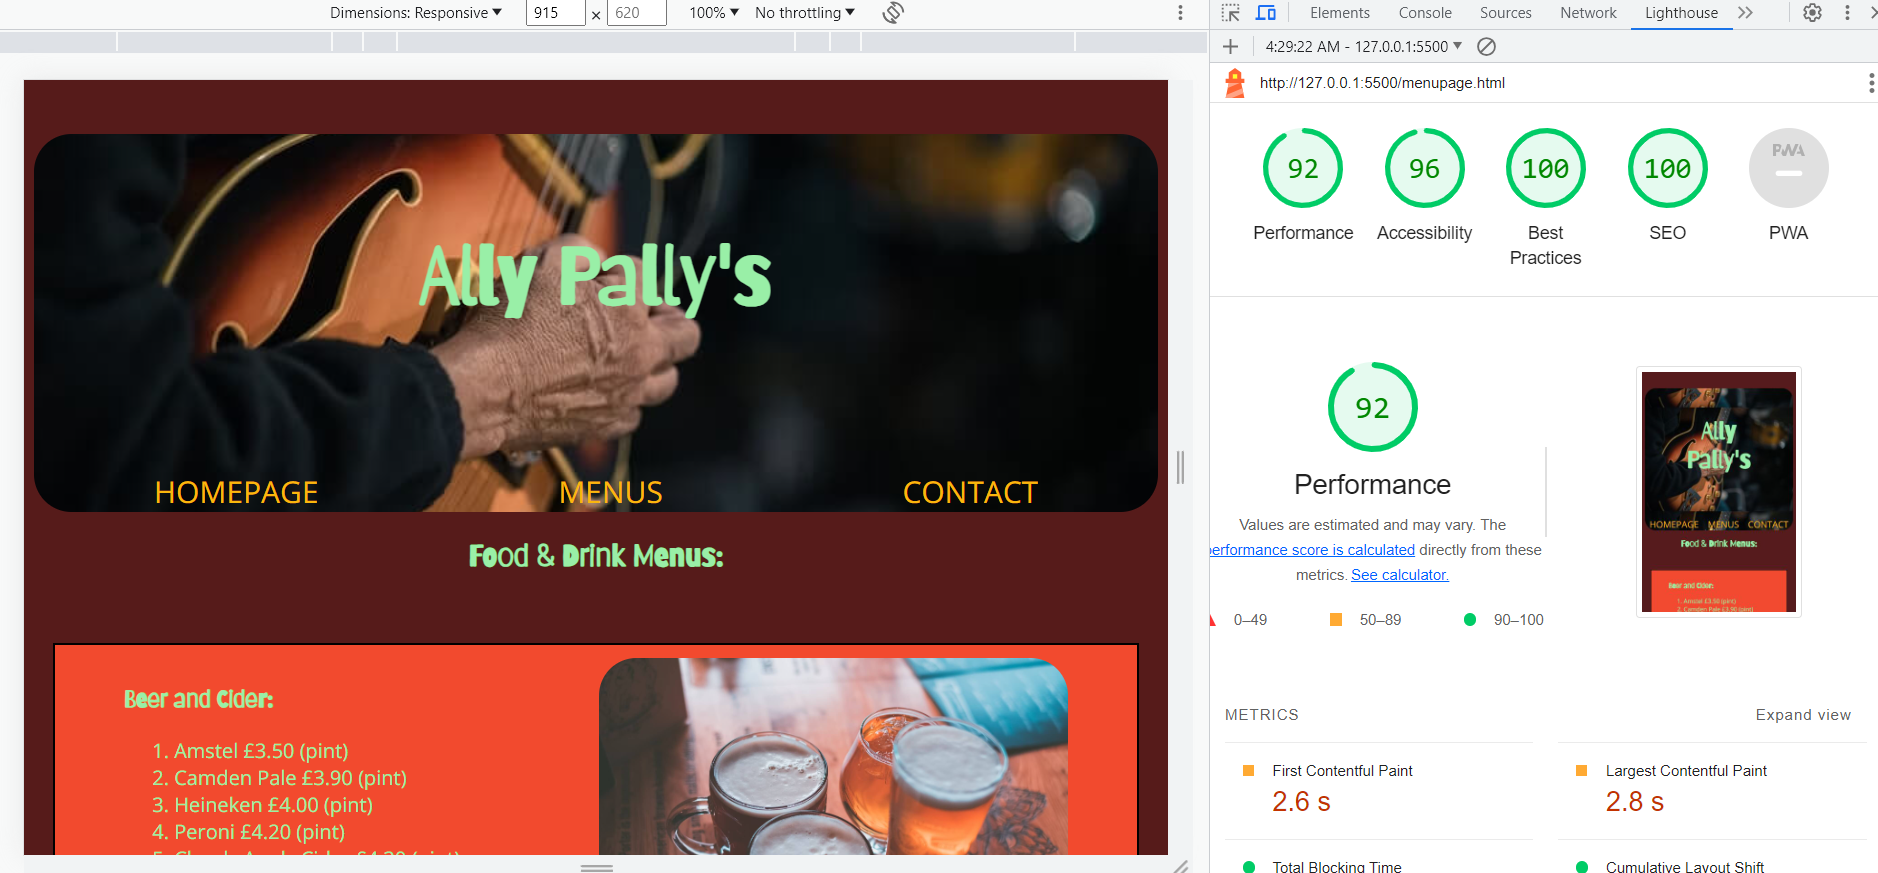 Dimensions: Responsive 915 × 620 100% No throttling
Elements Console Sources Network Lighthouse
4:29:22 AM - 127.0.0.1:5500
http://127.0.0.1:5500/menupage.html
92 96 100 100 PWA
Performance Accessibility Best Practices SEO PWA
Ally Pally's
HOMEPAGE MENUS CONTACT
Food & Drink Menus:
Beer and Cider:
1. Amstel £3.50 (pint)
2. Camden Pale £3.90 (pint)
3. Heineken £4.00 (pint)
4. Peroni £4.20 (pint)
92
Performance
Values are estimated and may vary. The
performance score is calculated directly from these
metrics. See calculator.
0–49 50–89 90–100
Ally
Pally's
HOMEPAGE MENUS CONTACT
Food & Drink Menus:
Beer and Cider:
1. Amstel £3.50 (pint)
2. Camden Pale £3.90 (pint)
METRICS Expand view
First Contentful Paint
2.6 s
Largest Contentful Paint
2.8 s
Total Blocking Time
Cumulative Layout Shift